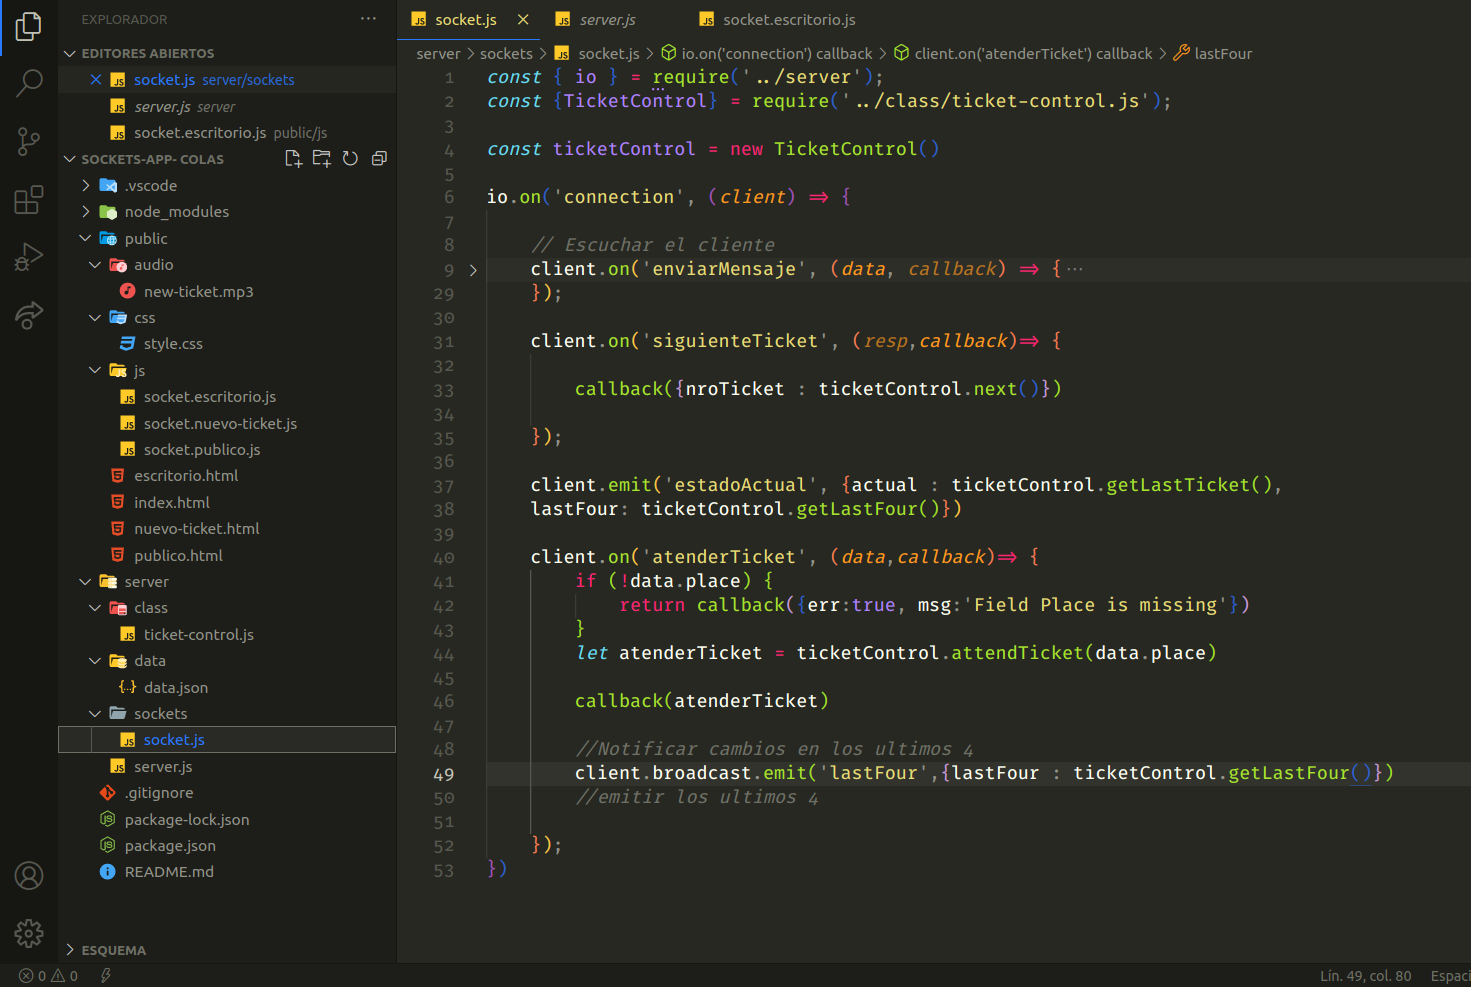 EXPLORADOR
EDITORES ABIERTOS
socket.js server/sockets
server.js server
socket.escritorio.js public/js
SOCKETS-APP- COLAS
.vscode
node_modules
public
audio
new-ticket.mp3
css
style.css
js
socket.escritorio.js
socket.nuevo-ticket.js
socket.publico.js
escritorio.html
index.html
nuevo-ticket.html
publico.html
server
class
ticket-control.js
data
data.json
sockets
socket.js
server.js
.gitignore
package-lock.json
package.json
README.md
ESQUEMA
socket.js
server.js
socket.escritorio.js
server > sockets > socket.js > io.on('connection') callback > client.on('atenderTicket') callback > lastFour
1 const { io } = require('../server');
2 const {TicketControl} = require('../class/ticket-control.js');
3
4 const ticketControl = new TicketControl()
5
6 io.on('connection', (client) => {
7
8 // Escuchar el cliente
9 client.on('enviarMensaje', (data, callback) => {···
29 });
30
31 client.on('siguienteTicket', (resp,callback)=> {
32
33 callback({nroTicket : ticketControl.next()})
34
35 });
36
37 client.emit('estadoActual', {actual : ticketControl.getLastTicket(),
38 lastFour: ticketControl.getLastFour()})
39
40 client.on('atenderTicket', (data,callback)=> {
41 if (!data.place) {
42 return callback({err:true, msg:'Field Place is missing'})
43 }
44 let atenderTicket = ticketControl.attendTicket(data.place)
45
46 callback(atenderTicket)
47
48 //Notificar cambios en los ultimos 4
49 client.broadcast.emit('lastFour',{lastFour : ticketControl.getLastFour()})
50 //emitir los ultimos 4
51
52 });
53 })
0 0
Lín. 49, col. 80 Espaci